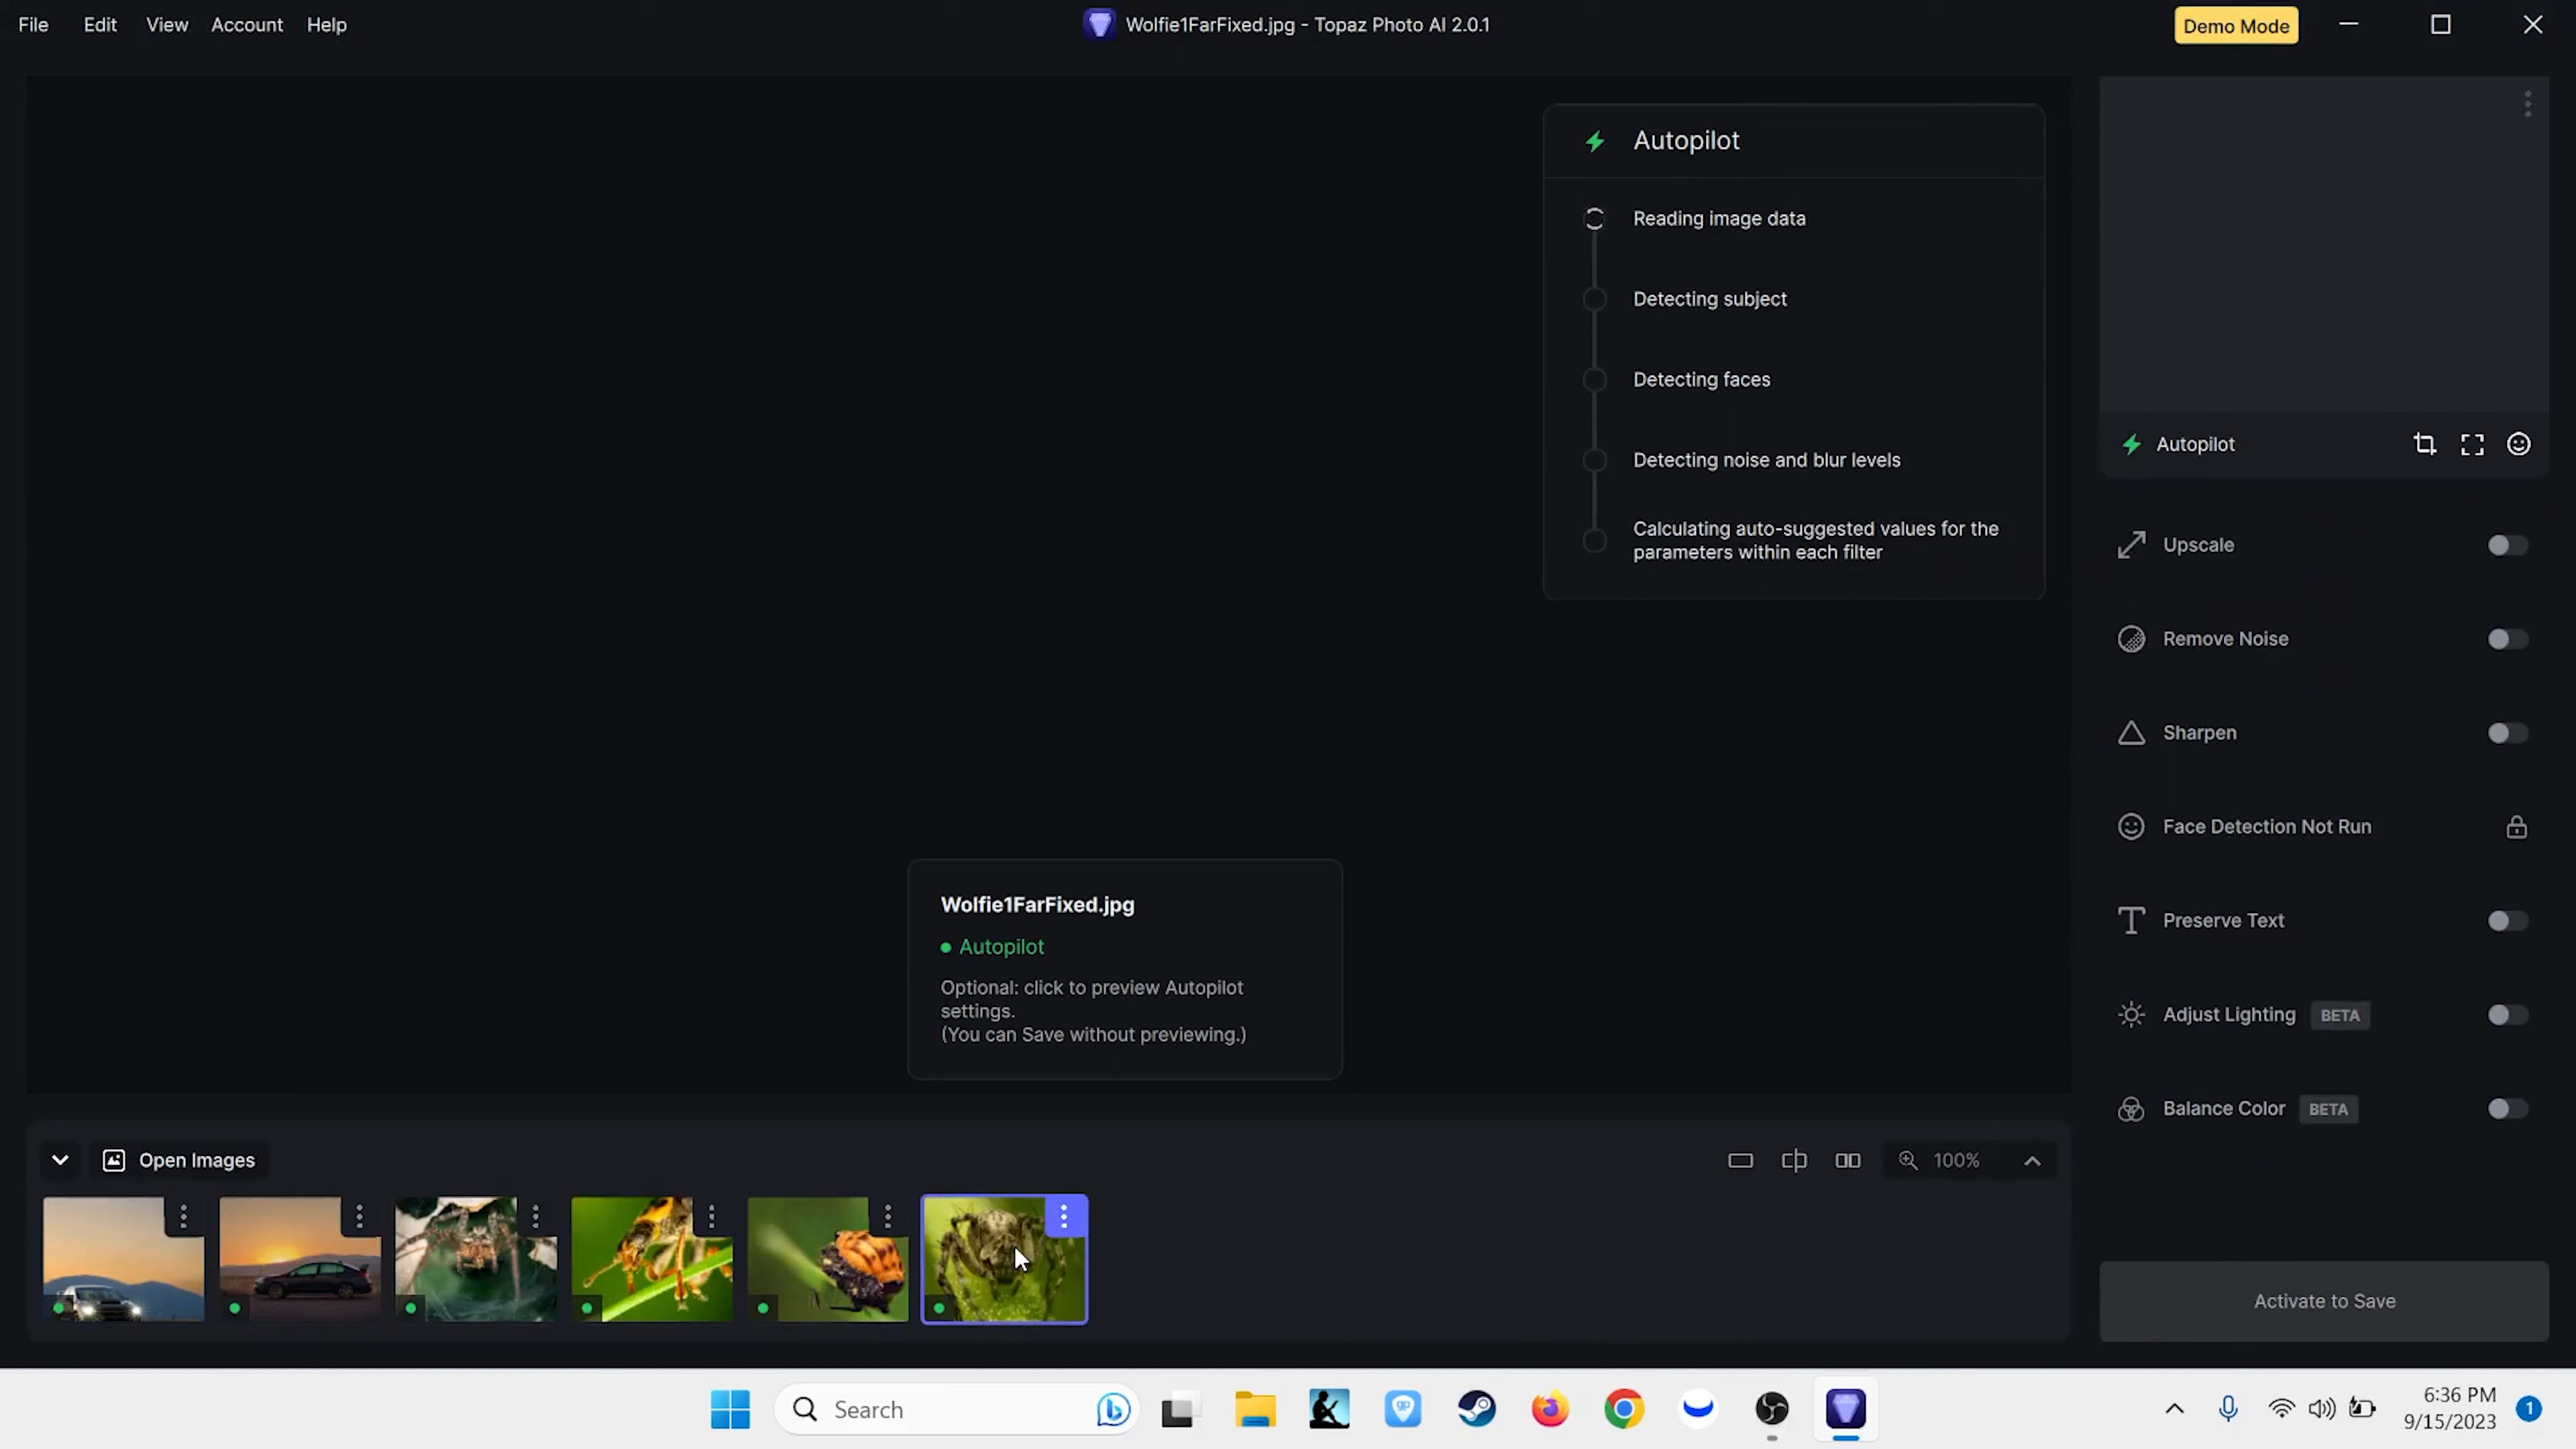 File Edit View Account Help
Wolfie1FarFixed.jpg - Topaz Photo AI 2.0.1
Demo Mode
Autopilot
Reading image data
Detecting subject
Detecting faces
Detecting noise and blur levels
Calculating auto-suggested values for the
parameters within each filter
Autopilot
Upscale
Remove Noise
Sharpen
Face Detection Not Run
Preserve Text
Adjust Lighting BETA
Balance Color BETA
Activate to Save
Wolfie1FarFixed.jpg
Autopilot
Optional: click to preview Autopilot
settings.
(You can Save without previewing.)
Open Images
100%
Search
6:36 PM
9/15/2023
1